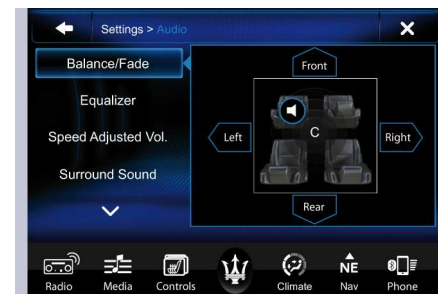 Settings > Audio
Balance/Fade
Equalizer
Speed Adjusted Vol.
Surround Sound
Front
Left
C
Right
Rear
Radio
Media
Controls
Climate
NE
Nav
Phone